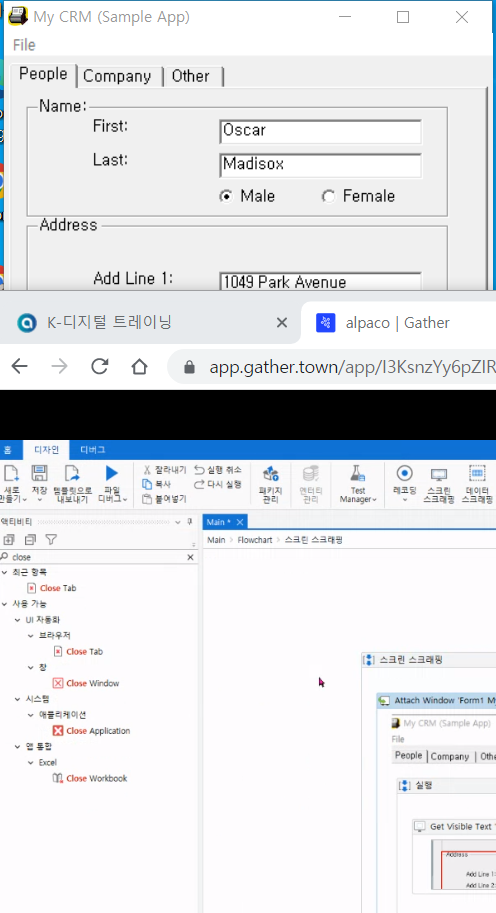 My CRM (Sample App)
File
People Company Other
Name:
First: Oscar
Last: Madisox
Male Female
Address
Add Line 1: 1049 Park Avenue
K-디지털 트레이닝 alpaco | Gather
app.gather.town/app/I3KsnzYy6pZIR
홈 디자인 디버그
새로 만들기 저장 템플릿으로 내보내기 파일 디버그 잘라내기 복사 붙여넣기 실행 취소 다시 실행 패키지 관리 엔터티 관리 Test Manager 레코딩 스크린 스크래핑 데이터 스크래핑
액티비티
Main *
close
Main > Flowchart > 스크린 스크래핑
최근 항목
Close Tab
사용 가능
UI 자동화
브라우저
Close Tab
창
Close Window
시스템
애플리케이션
Close Application
앱 통합
Excel
Close Workbook
스크린 스크래핑
Attach Window 'Form1 My
My CRM (Sample App)
File
People Company Othe
실행
Get Visible Text '
Address
Add Line 1:
Add Line 2: